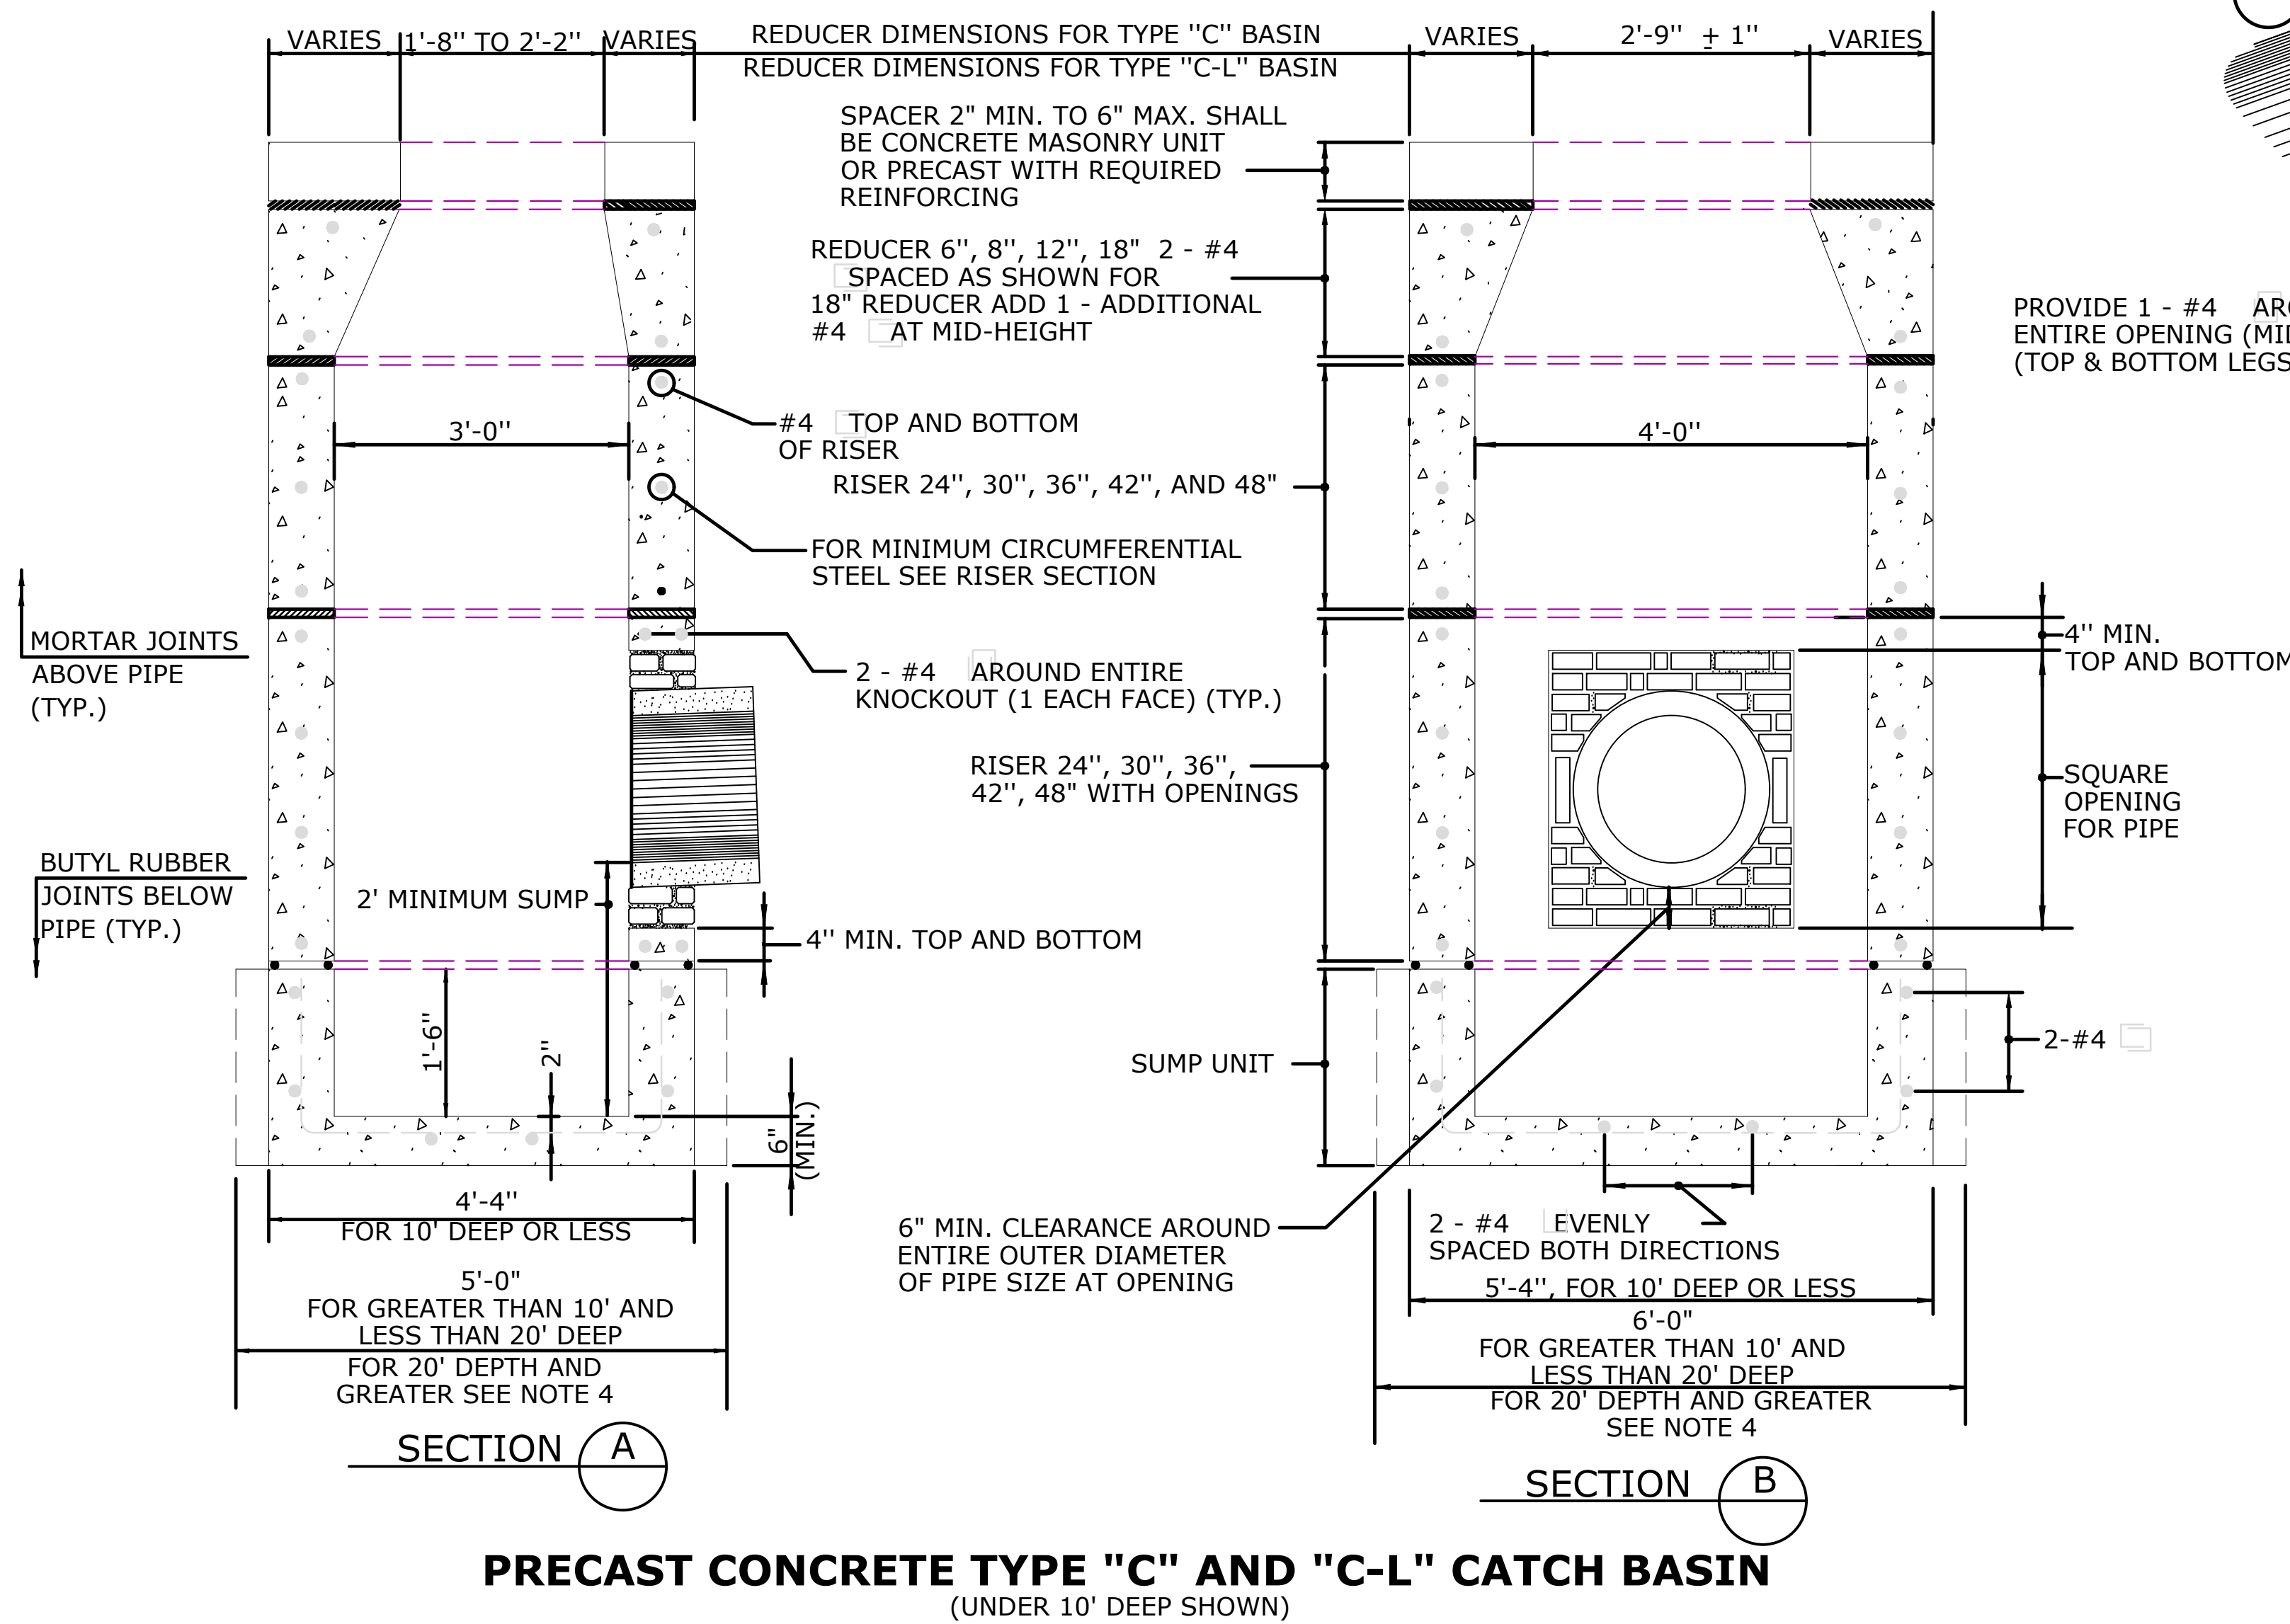 VARIES 1'-8'' TO 2'-2'' VARIES
REDUCER DIMENSIONS FOR TYPE ''C'' BASIN
REDUCER DIMENSIONS FOR TYPE ''C-L'' BASIN
VARIES 2'-9'' ± 1'' VARIES
SPACER 2" MIN. TO 6" MAX. SHALL
BE CONCRETE MASONRY UNIT
OR PRECAST WITH REQUIRED
REINFORCING
REDUCER 6'', 8'', 12'', 18" 2 - #4
SPACED AS SHOWN FOR
18" REDUCER ADD 1 - ADDITIONAL
#4 AT MID-HEIGHT
PROVIDE 1 - #4
ENTIRE OPENING
(TOP & BOTTOM LEGS
3'-0''
#4 TOP AND BOTTOM
OF RISER
RISER 24'', 30'', 36'', 42'', AND 48"
4'-0''
FOR MINIMUM CIRCUMFERENTIAL
STEEL SEE RISER SECTION
MORTAR JOINTS
ABOVE PIPE
(TYP.)
2 - #4 AROUND ENTIRE
KNOCKOUT (1 EACH FACE) (TYP.)
4'' MIN.
TOP AND BOTTOM
RISER 24'', 30'', 36'',
42'', 48" WITH OPENINGS
SQUARE
OPENING
FOR PIPE
BUTYL RUBBER
JOINTS BELOW
PIPE (TYP.)
2' MINIMUM SUMP
4'' MIN. TOP AND BOTTOM
1'-6''
2''
6"
(MIN.)
SUMP UNIT
2-#4
4'-4''
FOR 10' DEEP OR LESS
5'-0"
FOR GREATER THAN 10' AND
LESS THAN 20' DEEP
FOR 20' DEPTH AND
GREATER SEE NOTE 4
6" MIN. CLEARANCE AROUND
ENTIRE OUTER DIAMETER
OF PIPE SIZE AT OPENING
2 - #4 EVENLY
SPACED BOTH DIRECTIONS
5'-4'', FOR 10' DEEP OR LESS
6'-0"
FOR GREATER THAN 10' AND
LESS THAN 20' DEEP
FOR 20' DEPTH AND GREATER
SEE NOTE 4
SECTION A
SECTION B
PRECAST CONCRETE TYPE "C" AND "C-L" CATCH BASIN
(UNDER 10' DEEP SHOWN)